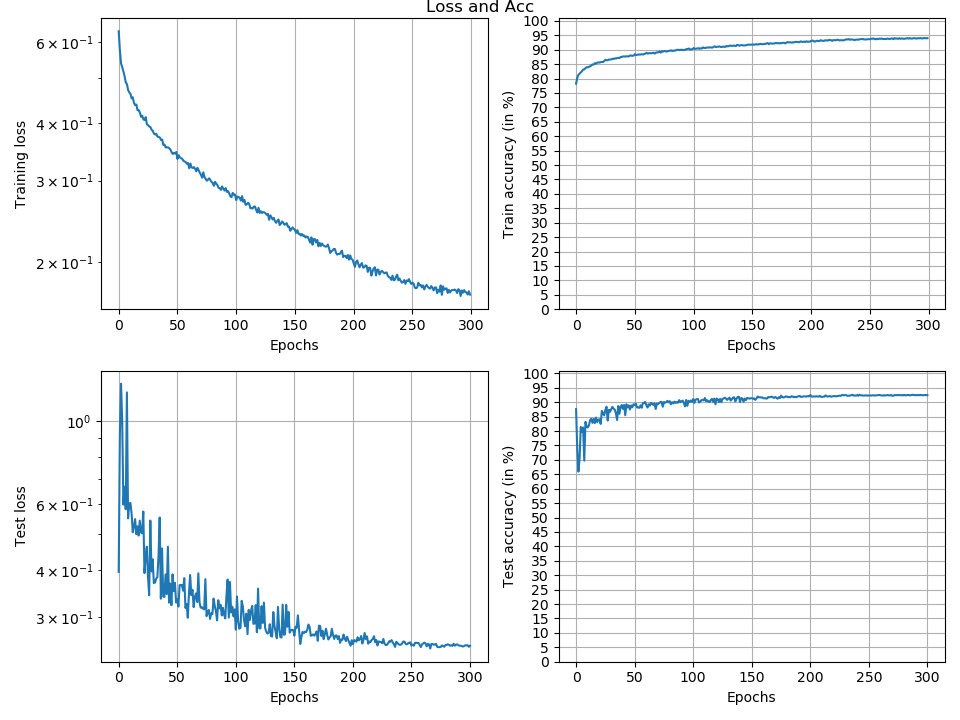 Loss and Acc
6 × 10⁻¹
4 × 10⁻¹
3 × 10⁻¹
2 × 10⁻¹
Training loss
0 50 100 150 200 250 300
Epochs
100
95
90
85
80
75
70
65
60
55
50
45
40
35
30
25
20
15
10
5
0
Train accuracy (in %)
0 50 100 150 200 250 300
Epochs
10⁰
6 × 10⁻¹
4 × 10⁻¹
3 × 10⁻¹
Test loss
0 50 100 150 200 250 300
Epochs
100
95
90
85
80
75
70
65
60
55
50
45
40
35
30
25
20
15
10
5
0
Test accuracy (in %)
0 50 100 150 200 250 300
Epochs